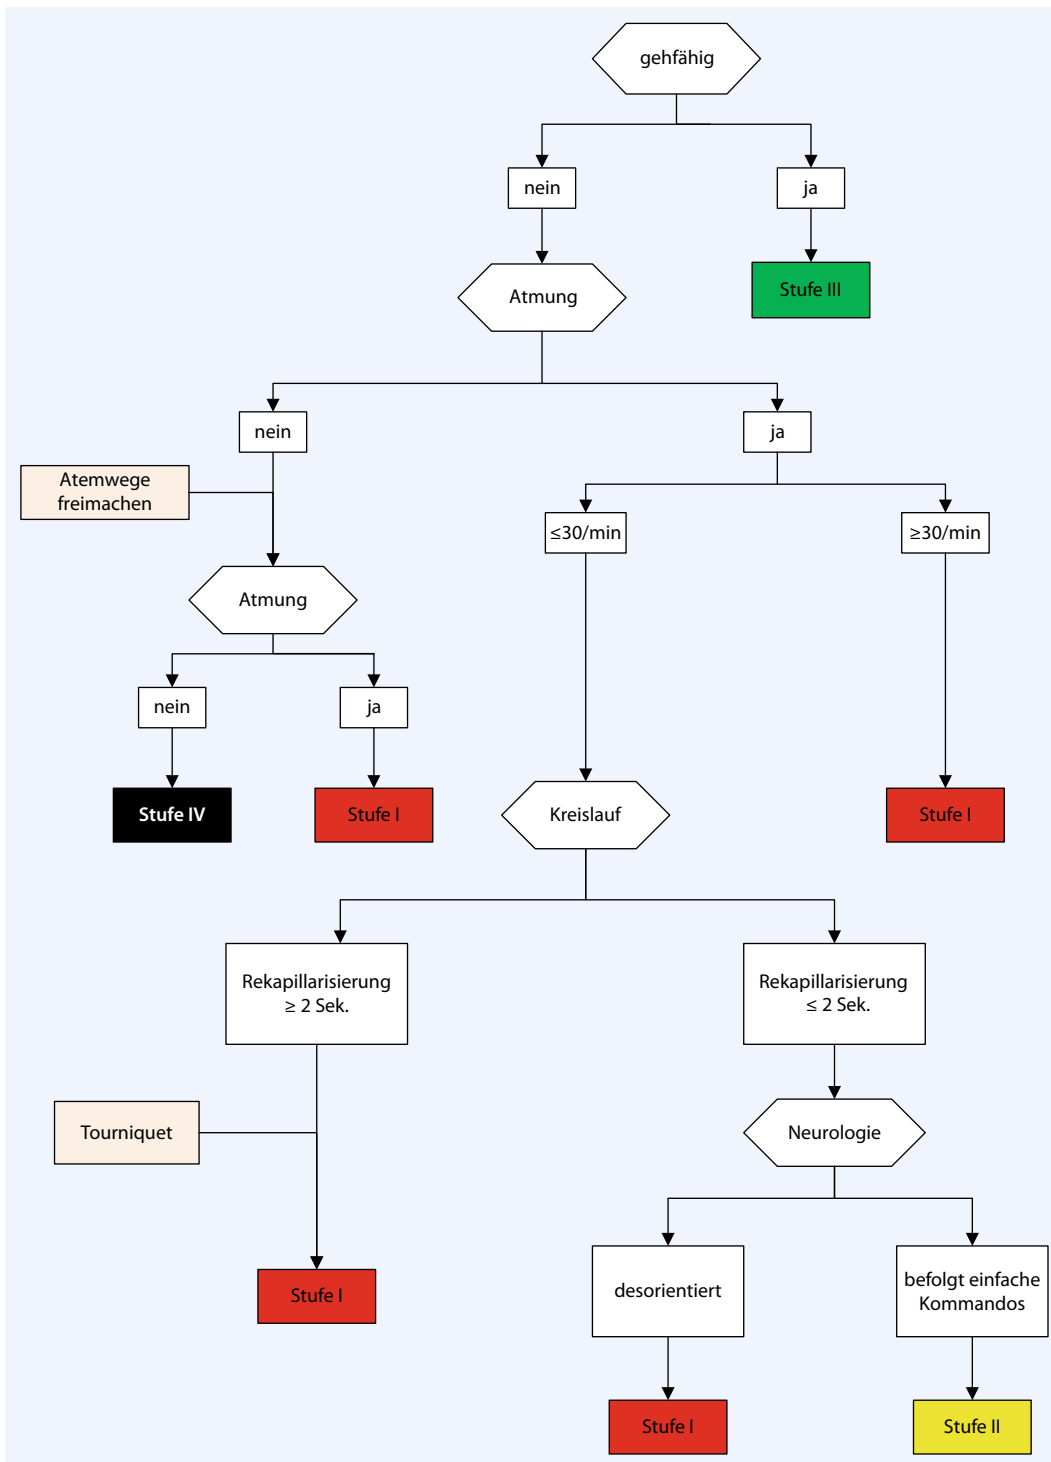 gehfähig
nein
ja
Atmung
Stufe III
nein
ja
Atemwege
freimachen
≤30/min
≥30/min
Atmung
nein
ja
Stufe IV
Stufe I
Kreislauf
Stufe I
Rekapillarisierung
≥ 2 Sek.
Rekapillarisierung
≤ 2 Sek.
Tourniquet
Neurologie
Stufe I
desorientiert
befolgt einfache
Kommandos
Stufe I
Stufe II